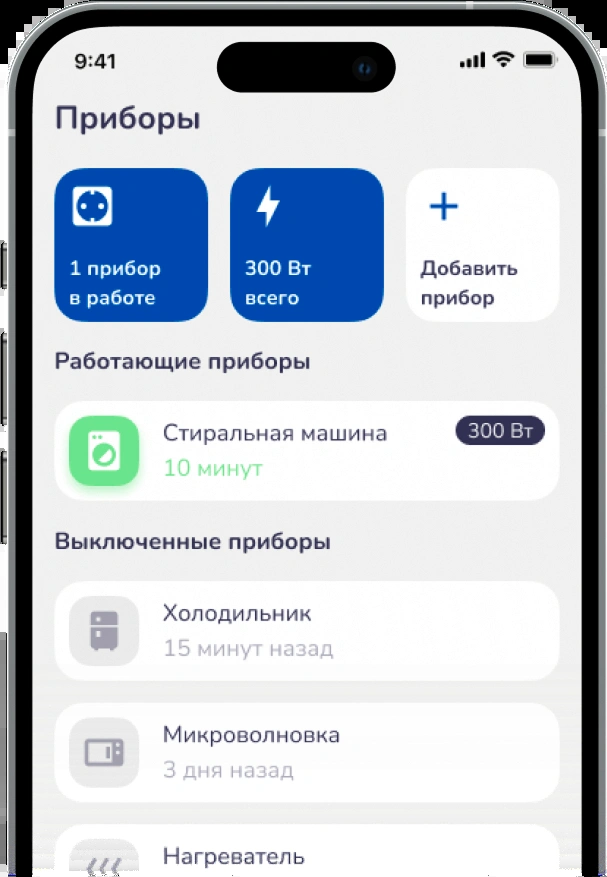 9:41
Приборы
1 прибор
в работе
300 Вт
всего
Добавить
прибор
Работающие приборы
Стиральная машина
300 Вт
10 минут
Выключенные приборы
Холодильник
15 минут назад
Микроволновка
3 дня назад
Нагреватель